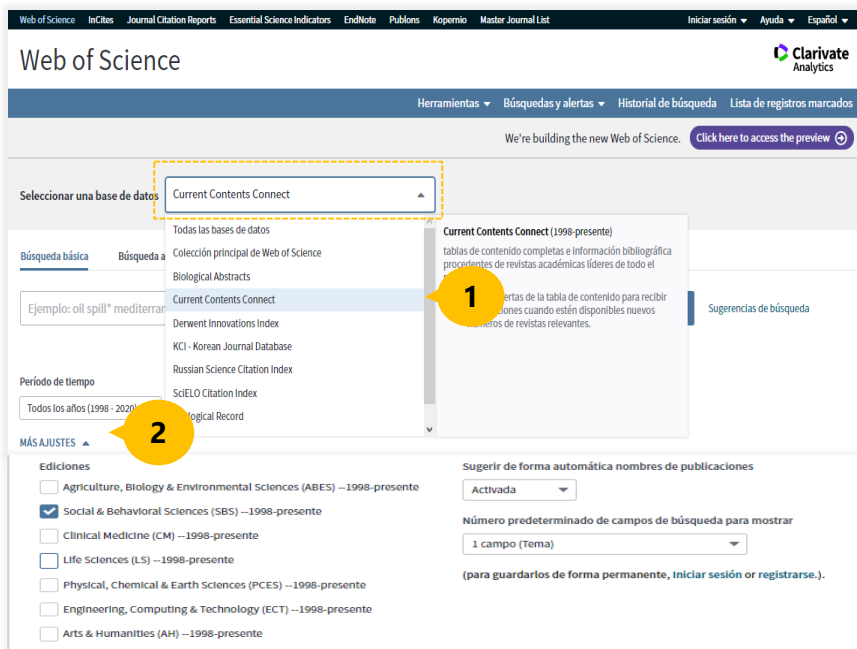 Web of Science InCites Journal Citation Reports Essential Science Indicators EndNote Publons Kopernio Master Journal List Iniciar sesión Ayuda Español
Web of Science
Clarivate
Analytics
Herramientas Búsquedas y alertas Historial de búsqueda Lista de registros marcados
We're building the new Web of Science. Click here to access the preview
Seleccionar una base de datos Current Contents Connect
Todas las bases de datos
Colección principal de Web of Science
Biological Abstracts
Current Contents Connect
Derwent Innovations Index
KCI - Korean Journal Database
Russian Science Citation Index
SciELO Citation Index
ological Record
Current Contents Connect (1998-presente)
tablas de contenido completas e información bibliográfica
procedentes de revistas académicas líderes de todo el
ertas de la tabla de contenido para recibir
iones cuando estén disponibles nuevos
números de revistas relevantes.
1
Búsqueda básica Búsqueda a
Ejemplo: oil spill* mediterran
Sugerencias de búsqueda
Período de tiempo
Todos los años (1998 - 2020)
2
MÁS AJUSTES
Ediciones
Agriculture, Biology & Environmental Sciences (ABES) --1998-presente
Social & Behavioral Sciences (SBS) --1998-presente
Clinical Medicine (CM) --1998-presente
Life Sciences (LS) --1998-presente
Physical, Chemical & Earth Sciences (PCES) --1998-presente
Engineering, Computing & Technology (ECT) --1998-presente
Arts & Humanities (AH) --1998-presente
Sugerir de forma automática nombres de publicaciones
Activada
Número predeterminado de campos de búsqueda para mostrar
1 campo (Tema)
(para guardarlos de forma permanente, Iniciar sesión or registrarse.).